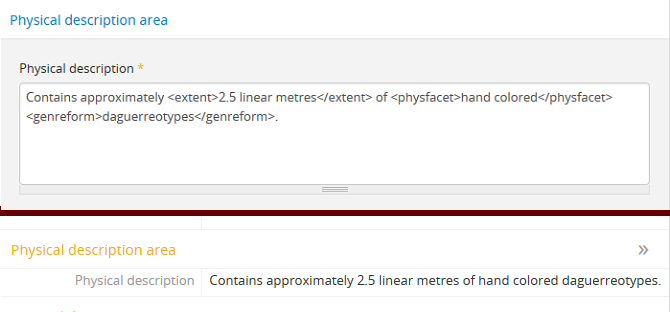 Physical description area
Physical description *
Contains approximately <extent>2.5 linear metres</extent> of <physfacet>hand colored</physfacet>
<genreform>daguerreotypes</genreform>.
Physical description area »
Physical description Contains approximately 2.5 linear metres of hand colored daguerreotypes.